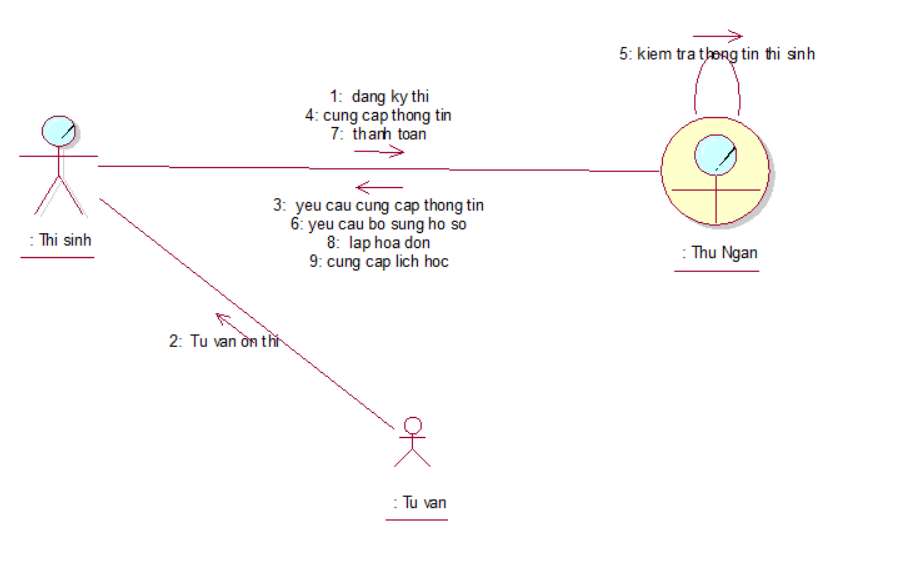 5: kiem tra thong tin thi sinh
1: dang ky thi
4: cung cap thong tin
7: thanh toan
3: yeu cau cung cap thong tin
6: yeu cau bo sung ho so
8: lap hoa don
9: cung cap lich hoc
: Thi sinh
: Thu Ngan
2: Tu van on thi
: Tu van